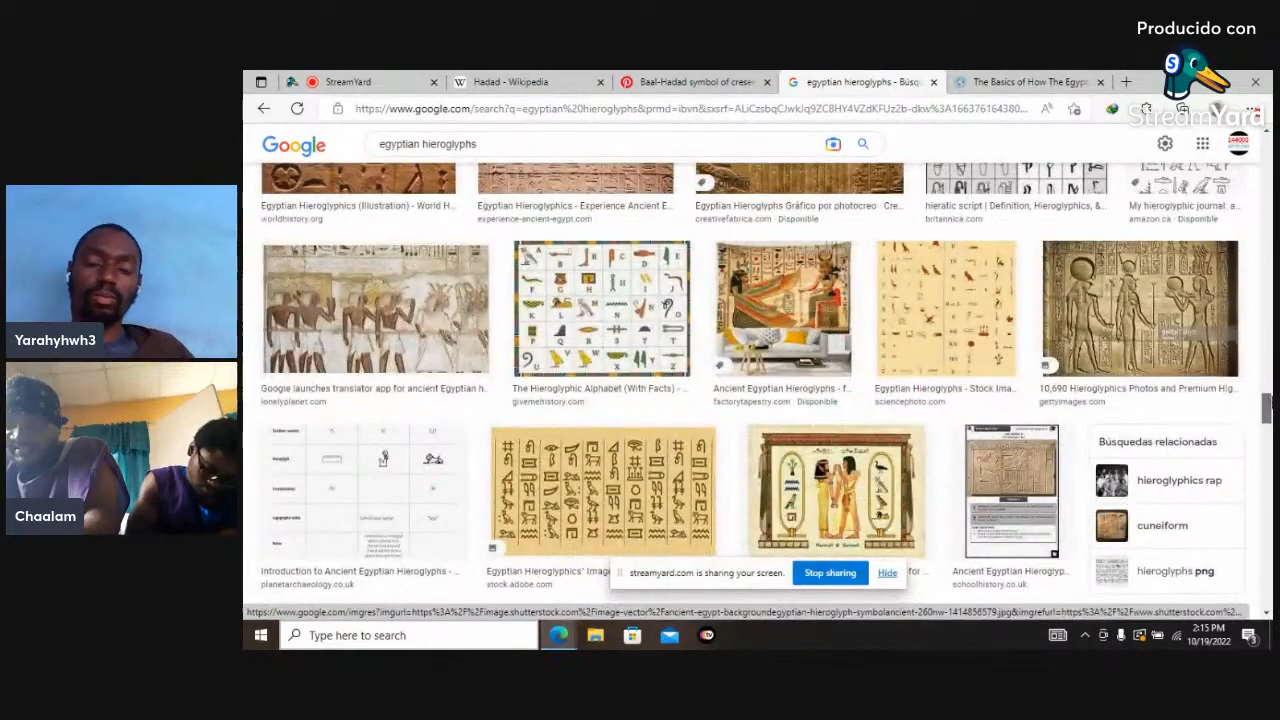 Producido con
StreamYard
StreamYard
Hadad - Wikipedia
Baal-Hadad symbol of cresen
egyptian hieroglyphs - Búsqu
The Basics of How The Egypt
https://www.google.com/search?q=egyptian%20hieroglyphs&prmd=ibvn&sxsrf=
Google
egyptian hieroglyphs
Egyptian Hieroglyphics (Illustration) - World H...
worldhistory.org
Egyptian Hieroglyphics - Experience Ancient E...
experience-ancient-egypt.com
Egyptian Hieroglyphs Gráfico por photocreo · Cre...
creativefabrica.com · Disponible
hieratic script | Definition, Hieroglyphics, &...
britannica.com
My hieroglyphic journal: a...
amazon.ca · Disponible
Google launches translator app for ancient Egyptian h...
lonelyplanet.com
The Hieroglyphic Alphabet (With Facts) - ...
givemehistory.com
Ancient Egyptian Hieroglyphs - f...
factorytapestry.com · Disponible
Egyptian Hieroglyphs - Stock Ima...
sciencephoto.com
10,690 Hieroglyphics Photos and Premium Hig...
gettyimages.com
Búsquedas relacionadas
hieroglyphics rap
cuneiform
hieroglyphs png
Introduction to Ancient Egyptian Hieroglyphs - ...
planetarchaeology.co.uk
Egyptian Hieroglyphs" Imag
stock.adobe.com
for ...
Ancient Egyptian Hieroglyp...
schoolhistory.co.uk
streamyard.com is sharing your screen.
Stop sharing
Hide
Type here to search
2:15 PM
10/19/2022
Yarahyhwh3
Chaalam